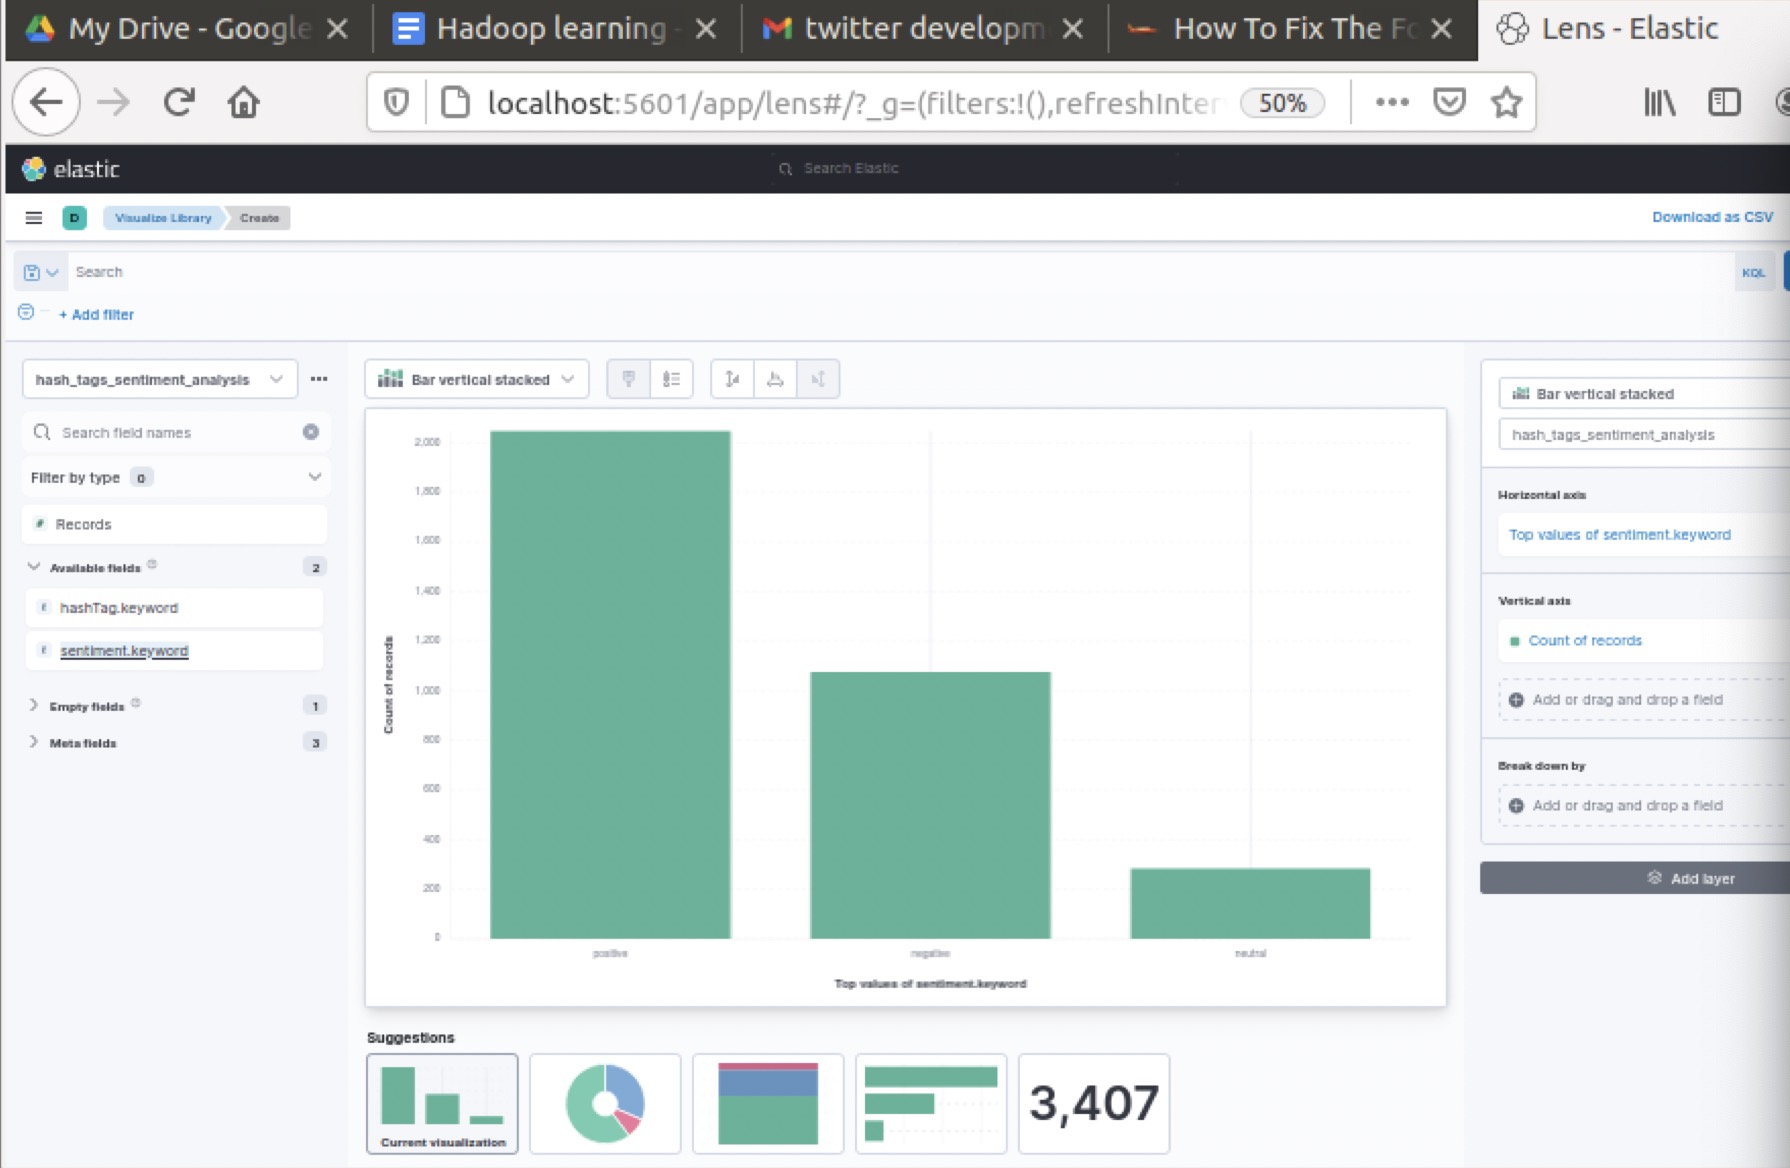 My Drive - Google
Hadoop learning -
twitter developm
How To Fix The Fo
Lens - Elastic
localhost:5601/app/lens#/?_g=(filters:!(),refreshInter
50%
elastic
Search Elastic
D
Visualize Library
Create
Download as CSV
Search
KQL
+ Add filter
hash_tags_sentiment_analysis
Bar vertical stacked
Bar vertical stacked
Search field names
hash_tags_sentiment_analysis
Filter by type 0
Records
Available fields 2
hashTag.keyword
sentiment.keyword
Empty fields 1
Meta fields 3
2,000
1,800
1,600
1,400
1,200
1,000
800
600
400
200
0
Count of records
positive
negative
neutral
Top values of sentiment.keyword
Horizontal axis
Top values of sentiment.keyword
Vertical axis
Count of records
Add or drag and drop a field
Break down by
Add or drag and drop a field
Add layer
Suggestions
Current visualization
3,407